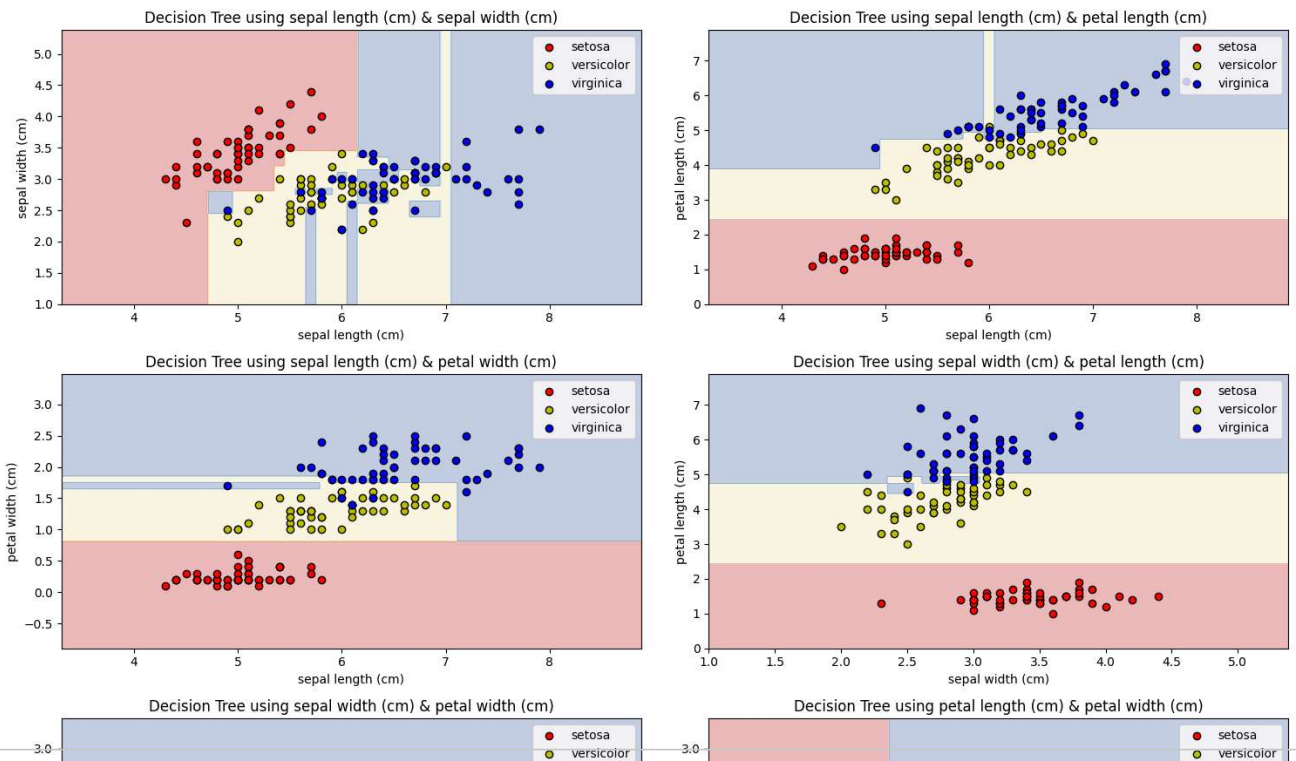 Decision Tree using sepal length (cm) & sepal width (cm)
setosa
versicolor
virginica
5.0
4.5
4.0
3.5
3.0
2.5
2.0
1.5
1.0
sepal width (cm)
4 5 6 7 8
sepal length (cm)
Decision Tree using sepal length (cm) & petal length (cm)
setosa
versicolor
virginica
7
6
5
4
3
2
1
0
petal length (cm)
4 5 6 7 8
sepal length (cm)
Decision Tree using sepal length (cm) & petal width (cm)
setosa
versicolor
virginica
3.0
2.5
2.0
1.5
1.0
0.5
0.0
−0.5
petal width (cm)
4 5 6 7 8
sepal length (cm)
Decision Tree using sepal width (cm) & petal length (cm)
setosa
versicolor
virginica
7
6
5
4
3
2
1
0
petal length (cm)
1.0 1.5 2.0 2.5 3.0 3.5 4.0 4.5 5.0
sepal width (cm)
Decision Tree using sepal width (cm) & petal width (cm)
setosa
versicolor
3.0
Decision Tree using petal length (cm) & petal width (cm)
setosa
versicolor
3.0